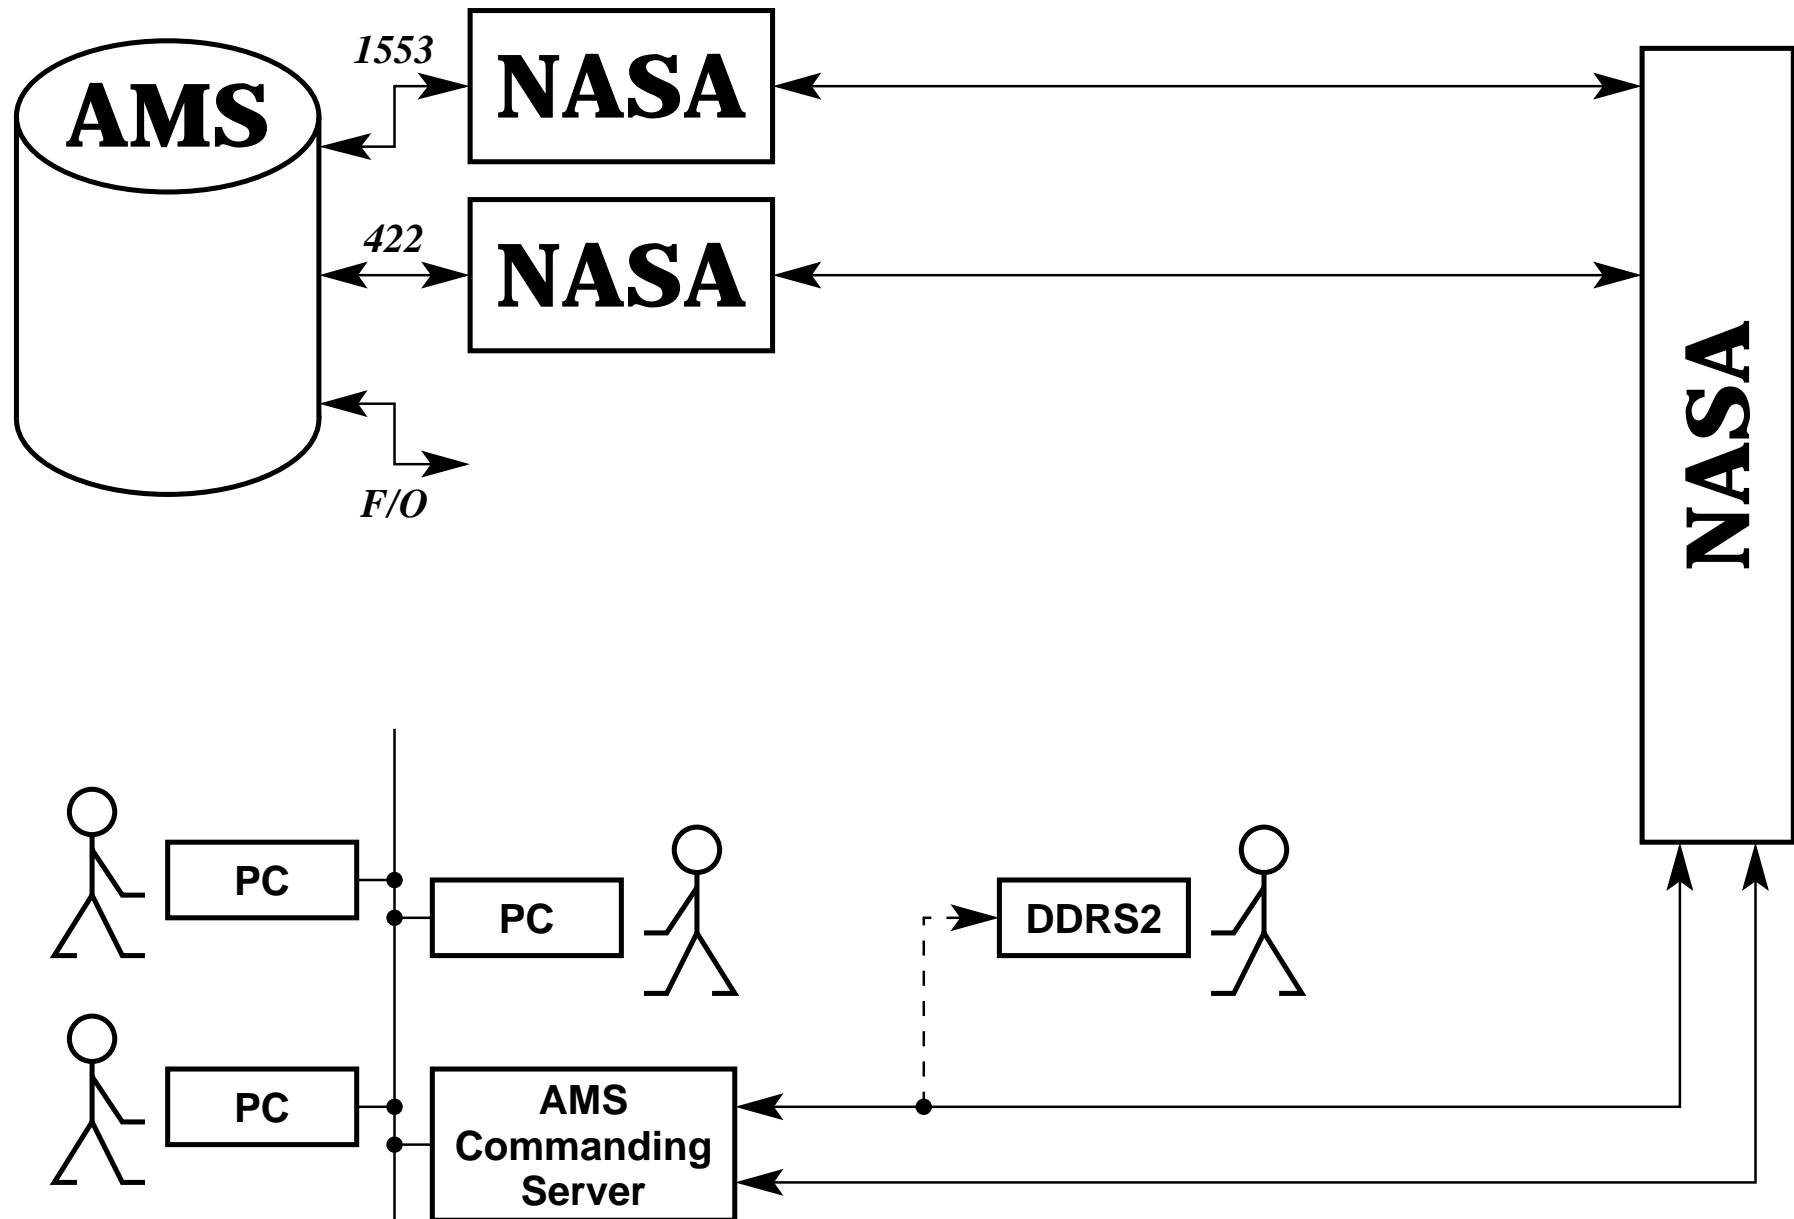 AMS
1553
NASA
422
NASA
F/O
NASA
PC
PC
DDRS2
PC
AMS
Commanding
Server